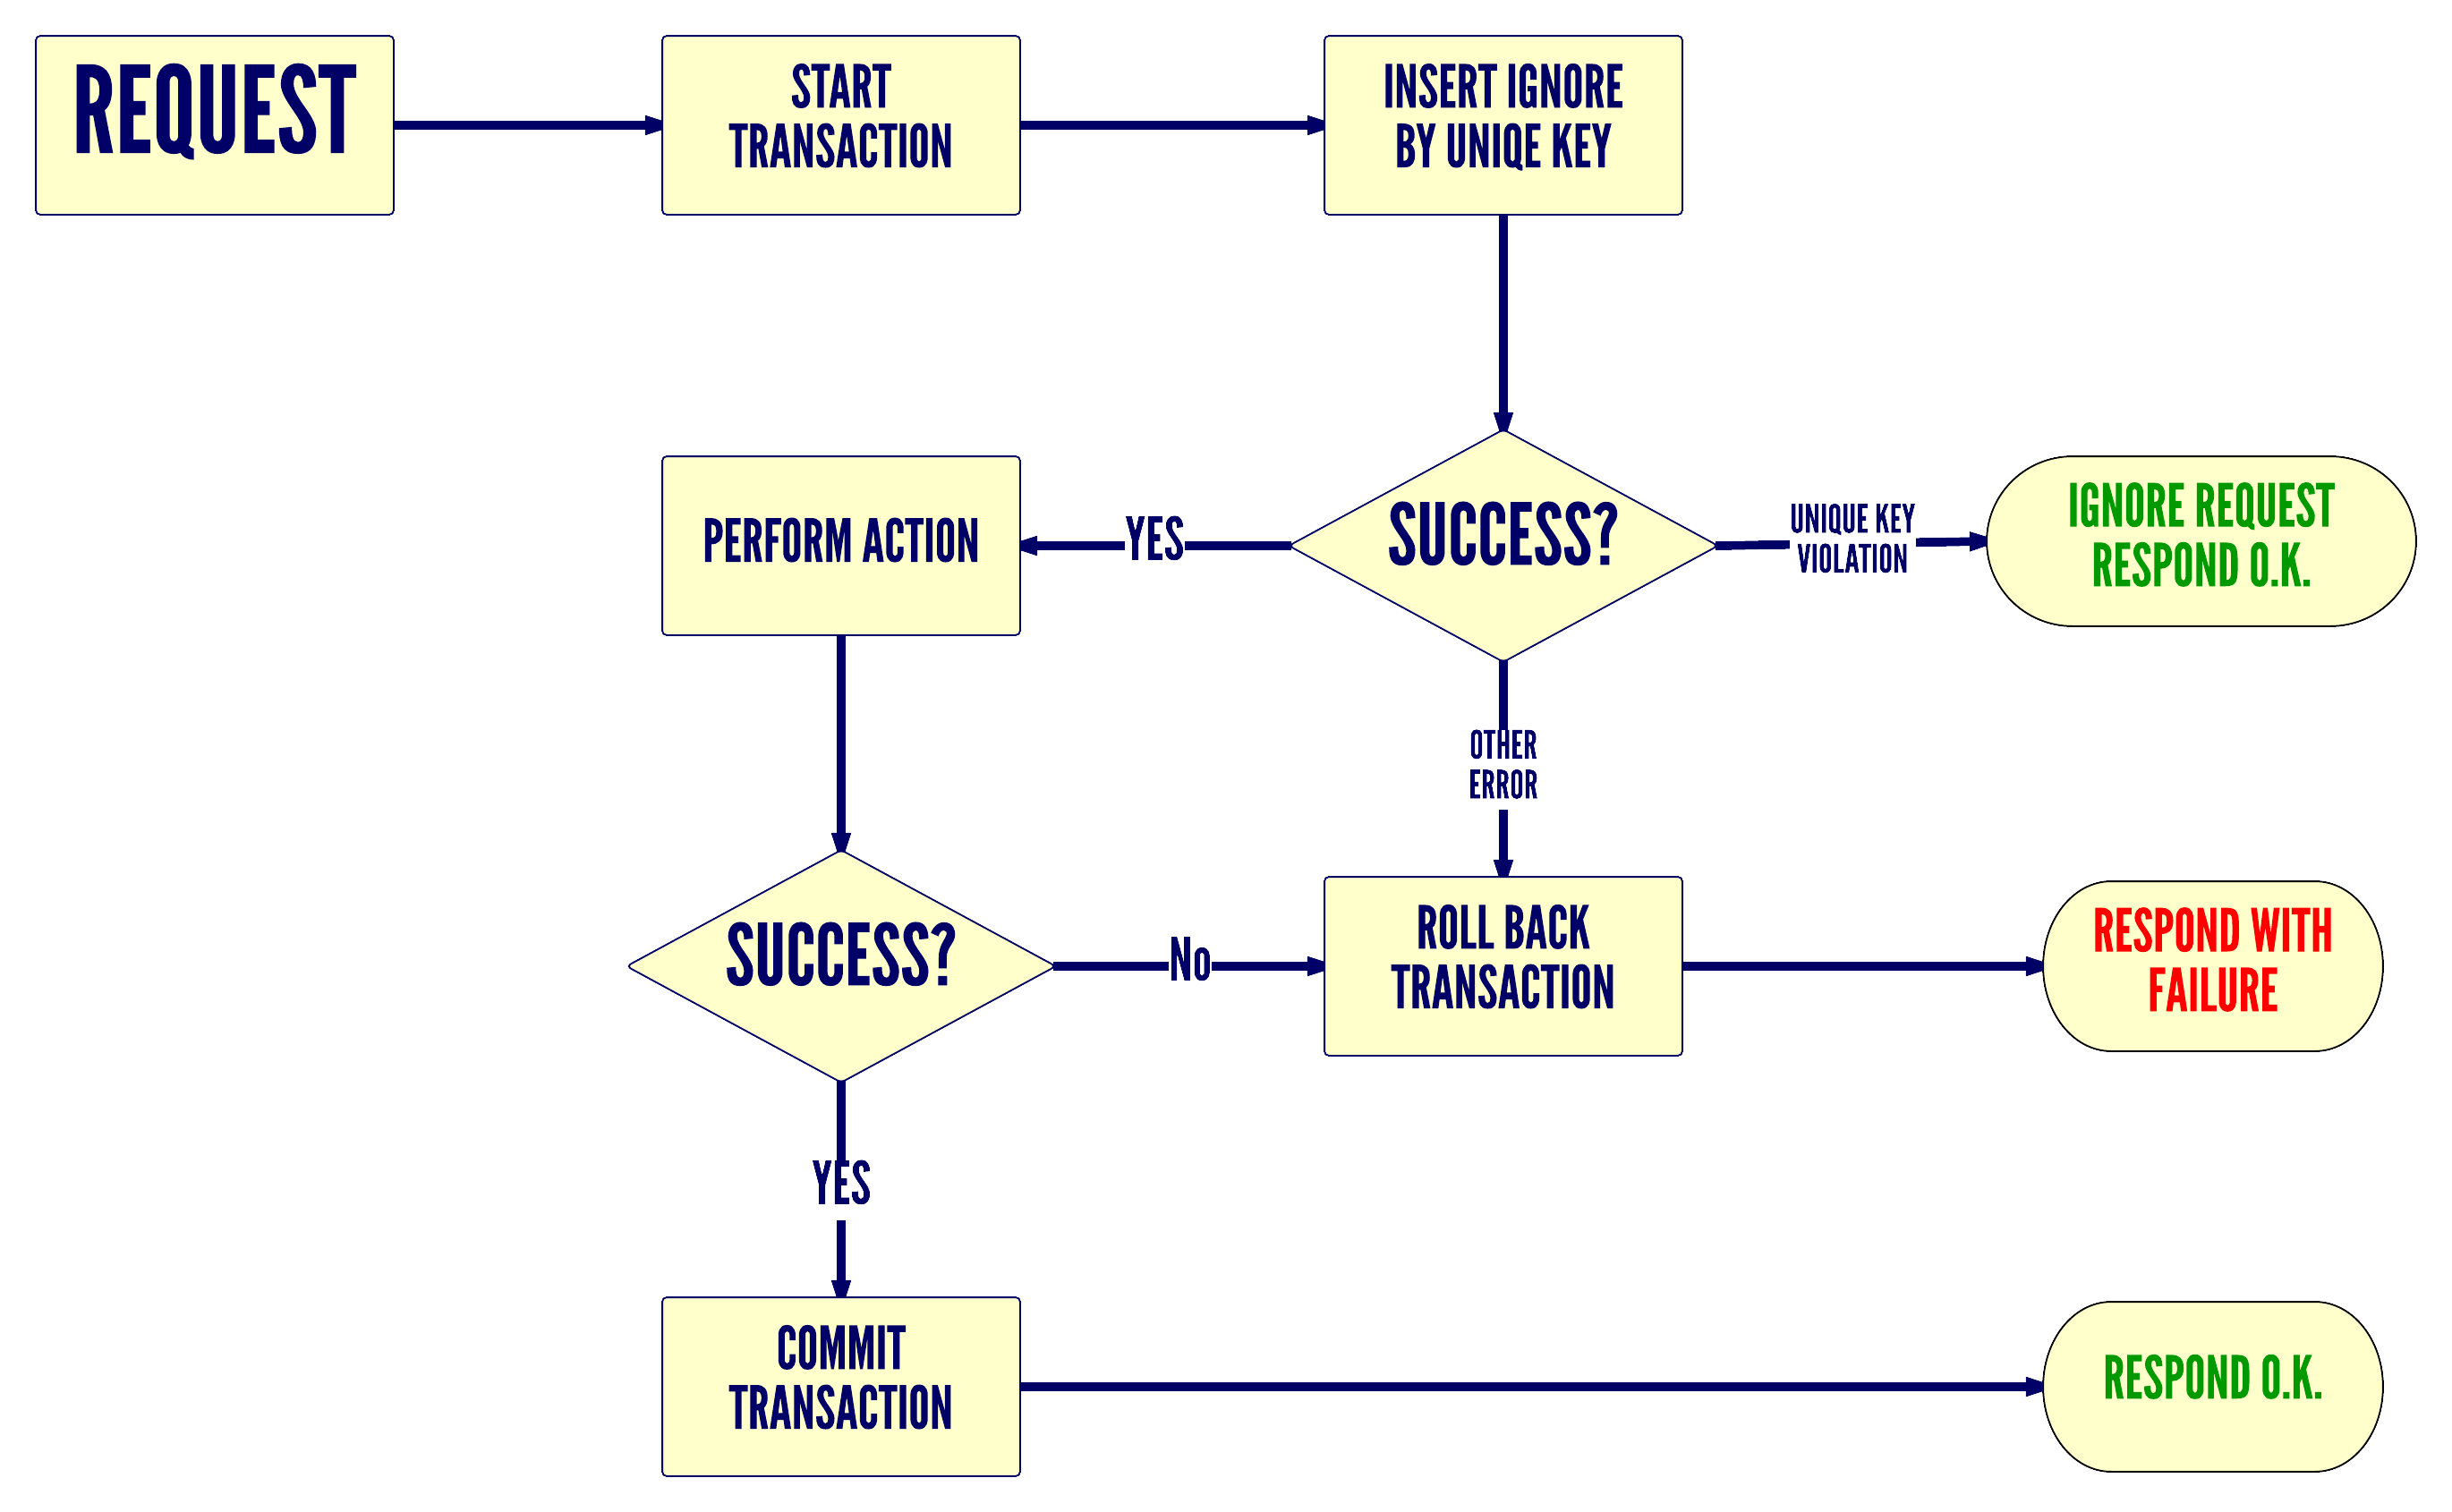 REQUEST
START
TRANSACTION
INSERT IGNORE
BY UNIQE KEY
PERFORM ACTION
YES
SUCCESS?
UNIQUE KEY
VIOLATION
IGNORE REQUEST
RESPOND O.K.
OTHER
ERROR
SUCCESS?
No
ROLL BACK
TRANSACTION
RESPOND WITH
FAILURE
YES
COMMIT
TRANSACTION
RESPOND O.K.